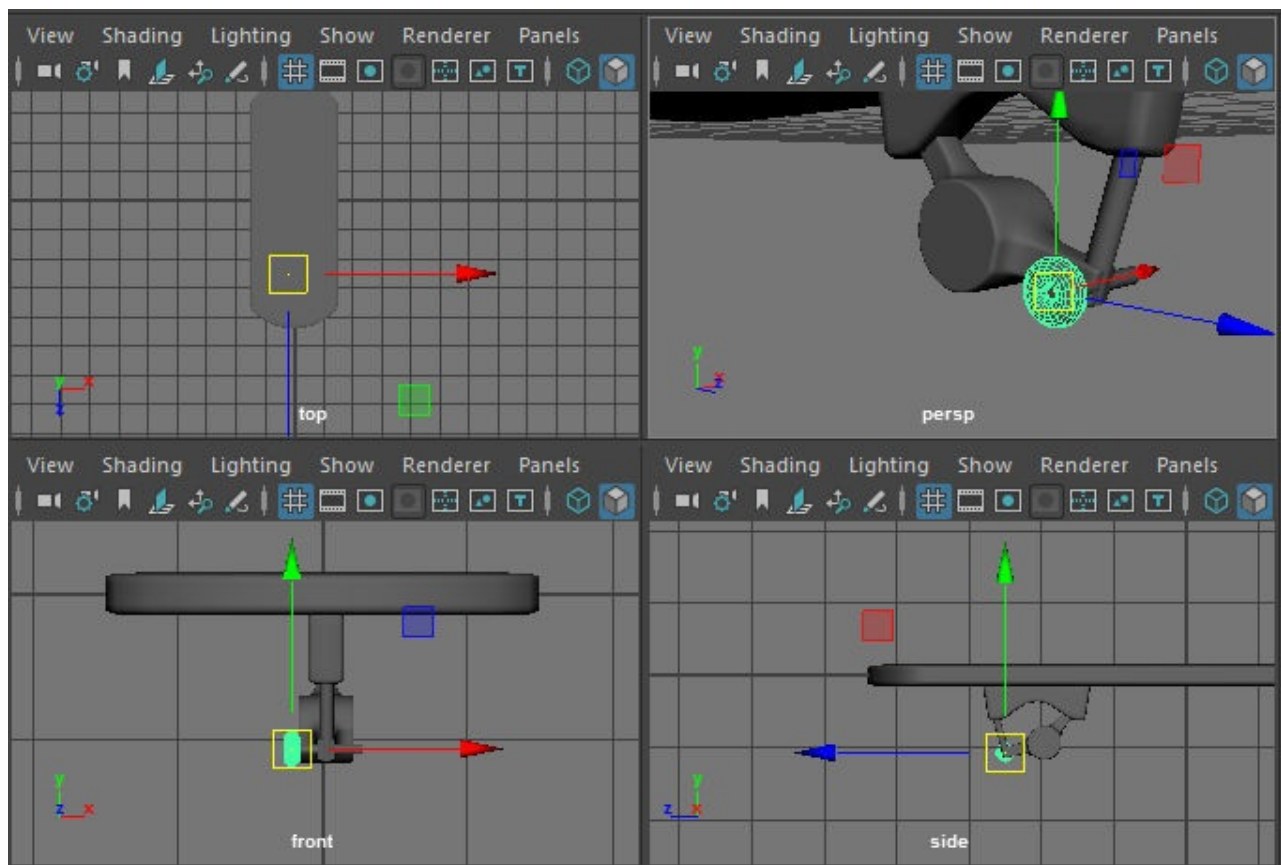 View Shading Lighting Show Renderer Panels
T
y x
z
top
View Shading Lighting Show Renderer Panels
T
y
x
z
persp
View Shading Lighting Show Renderer Panels
T
y
z x
front
View Shading Lighting Show Renderer Panels
T
y
z x
side